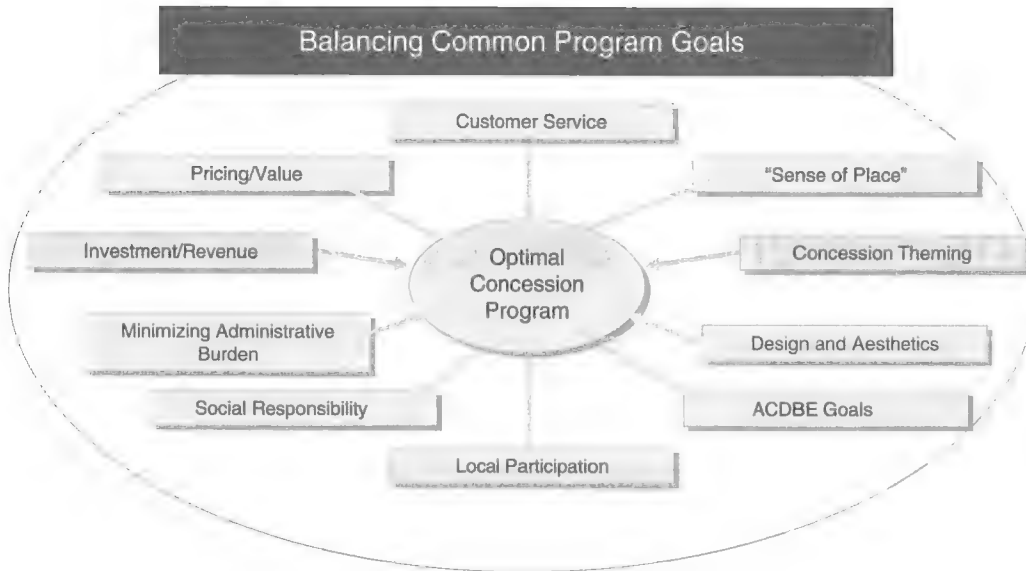 Balancing Common Program Goals
Customer Service
Pricing/Value
"Sense of Place"
Investment/Revenue
Optimal
Concession
Program
Concession Theming
Minimizing Administrative
Burden
Design and Aesthetics
Social Responsibility
ACDBE Goals
Local Participation